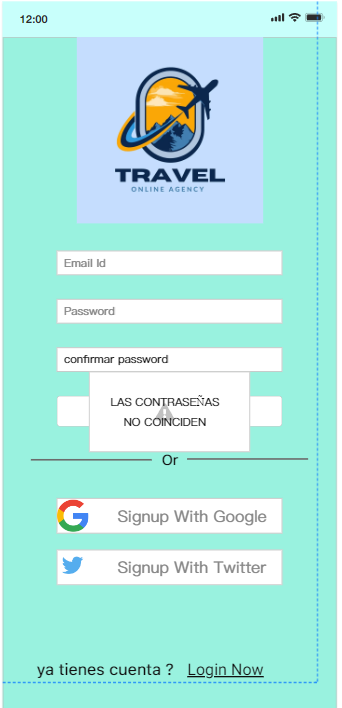 12:00
TRAVEL
ONLINE AGENCY
Email Id
Password
confirmar password
LAS CONTRASEÑAS
NO COINCIDEN
Or
Signup With Google
Signup With Twitter
ya tienes cuenta ? Login Now